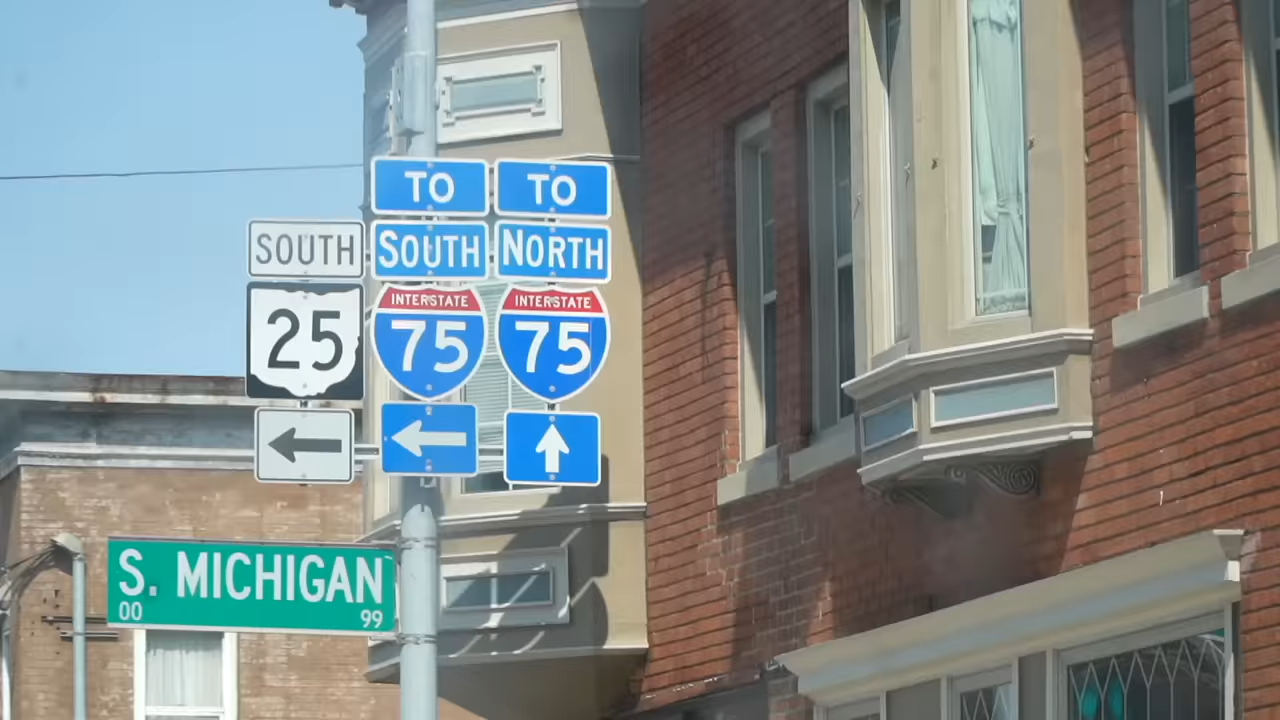 TO
TO
SOUTH
SOUTH
NORTH
25
INTERSTATE
75
INTERSTATE
75
S. MICHIGAN
00
99